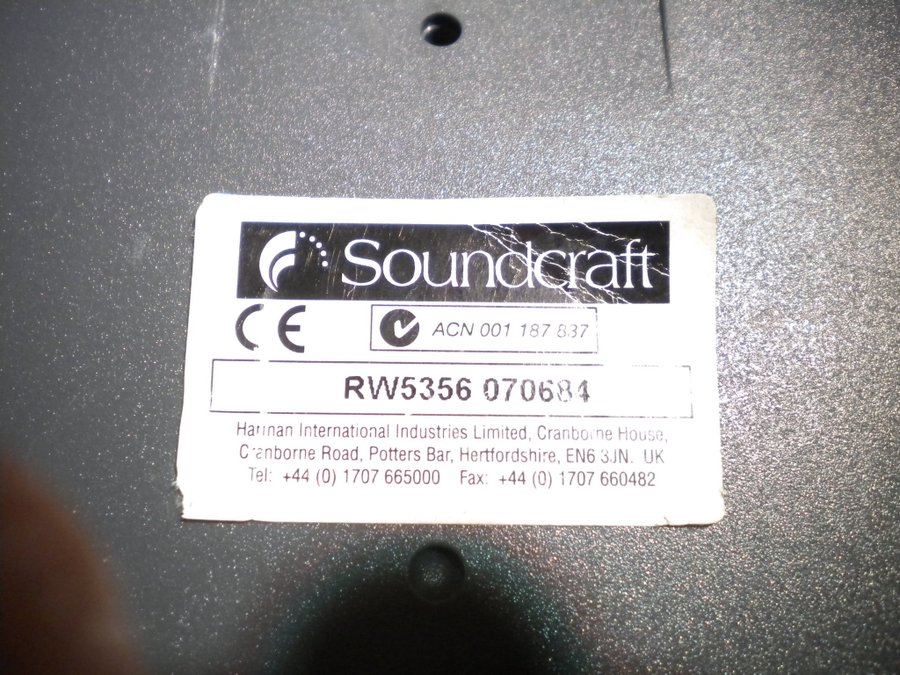 Soundcraft
CE ACN 001 187 837
RW5356 070684
Harman International Industries Limited, Cranborne House,
Cranborne Road, Potters Bar, Hertfordshire, EN6 3JN. UK
Tel: +44 (0) 1707 665000 Fax: +44 (0) 1707 660482